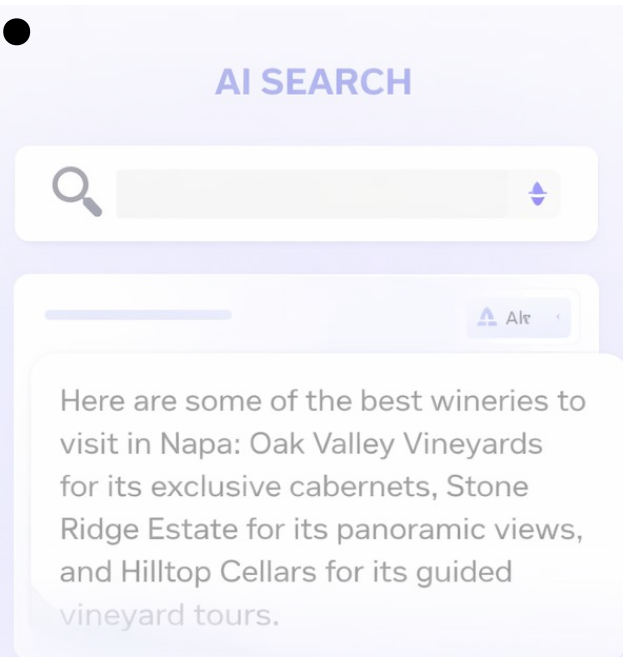 AI SEARCH
Here are some of the best wineries to
visit in Napa: Oak Valley Vineyards
for its exclusive cabernets, Stone
Ridge Estate for its panoramic views,
and Hilltop Cellars for its guided
vineyard tours.